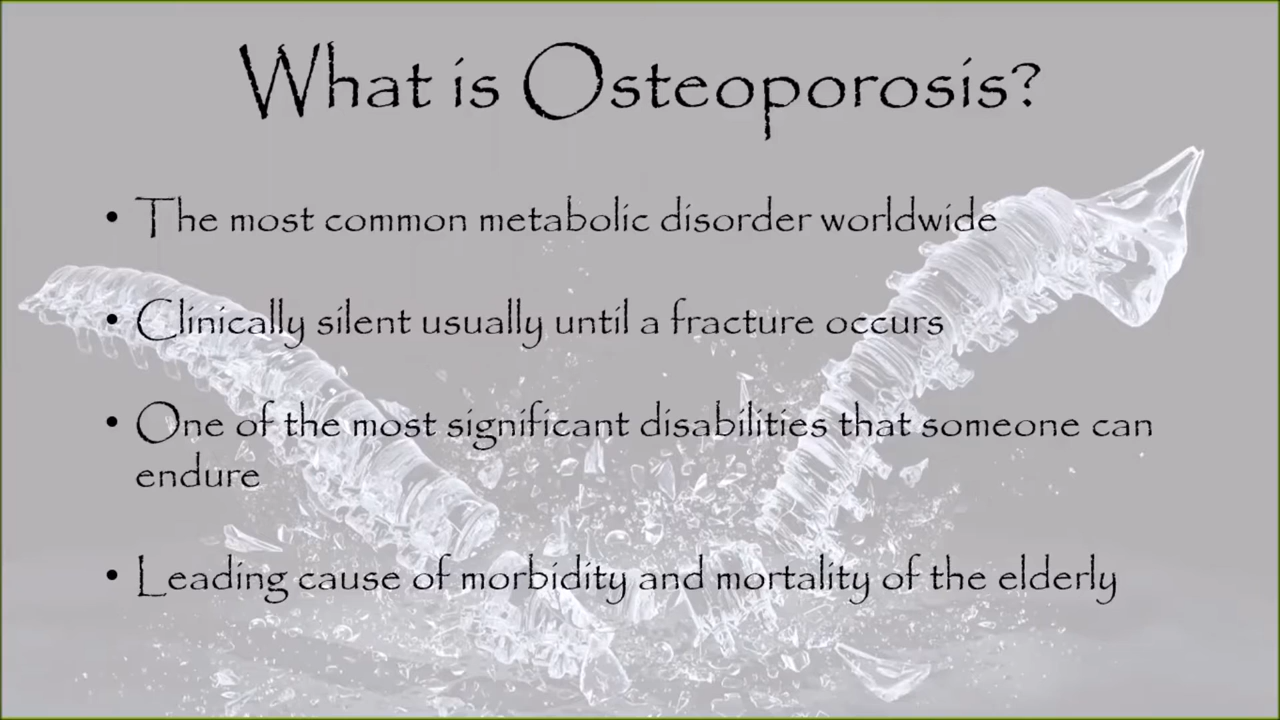 What is Osteoporosis?
• The most common metabolic disorder worldwide
• Clinically silent usually until a fracture occurs
• One of the most significant disabilities that someone can
endure
• Leading cause of morbidity and mortality of the elderly